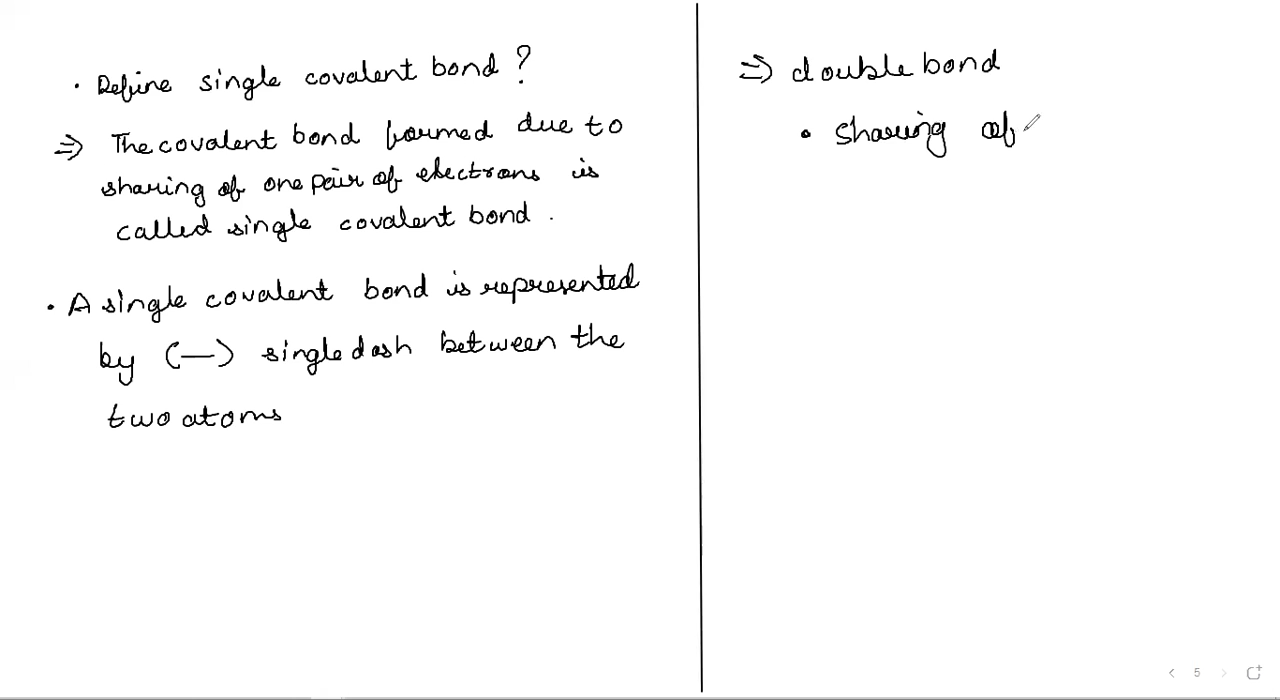 · Define single covalent bond ?
⇒ The covalent bond formed due to
sharing of one pair of electrons is
called single covalent bond .
· A single covalent bond is represented
by (—) single dash between the
two atoms
⇒ double bond
• sharing of
< 5 >